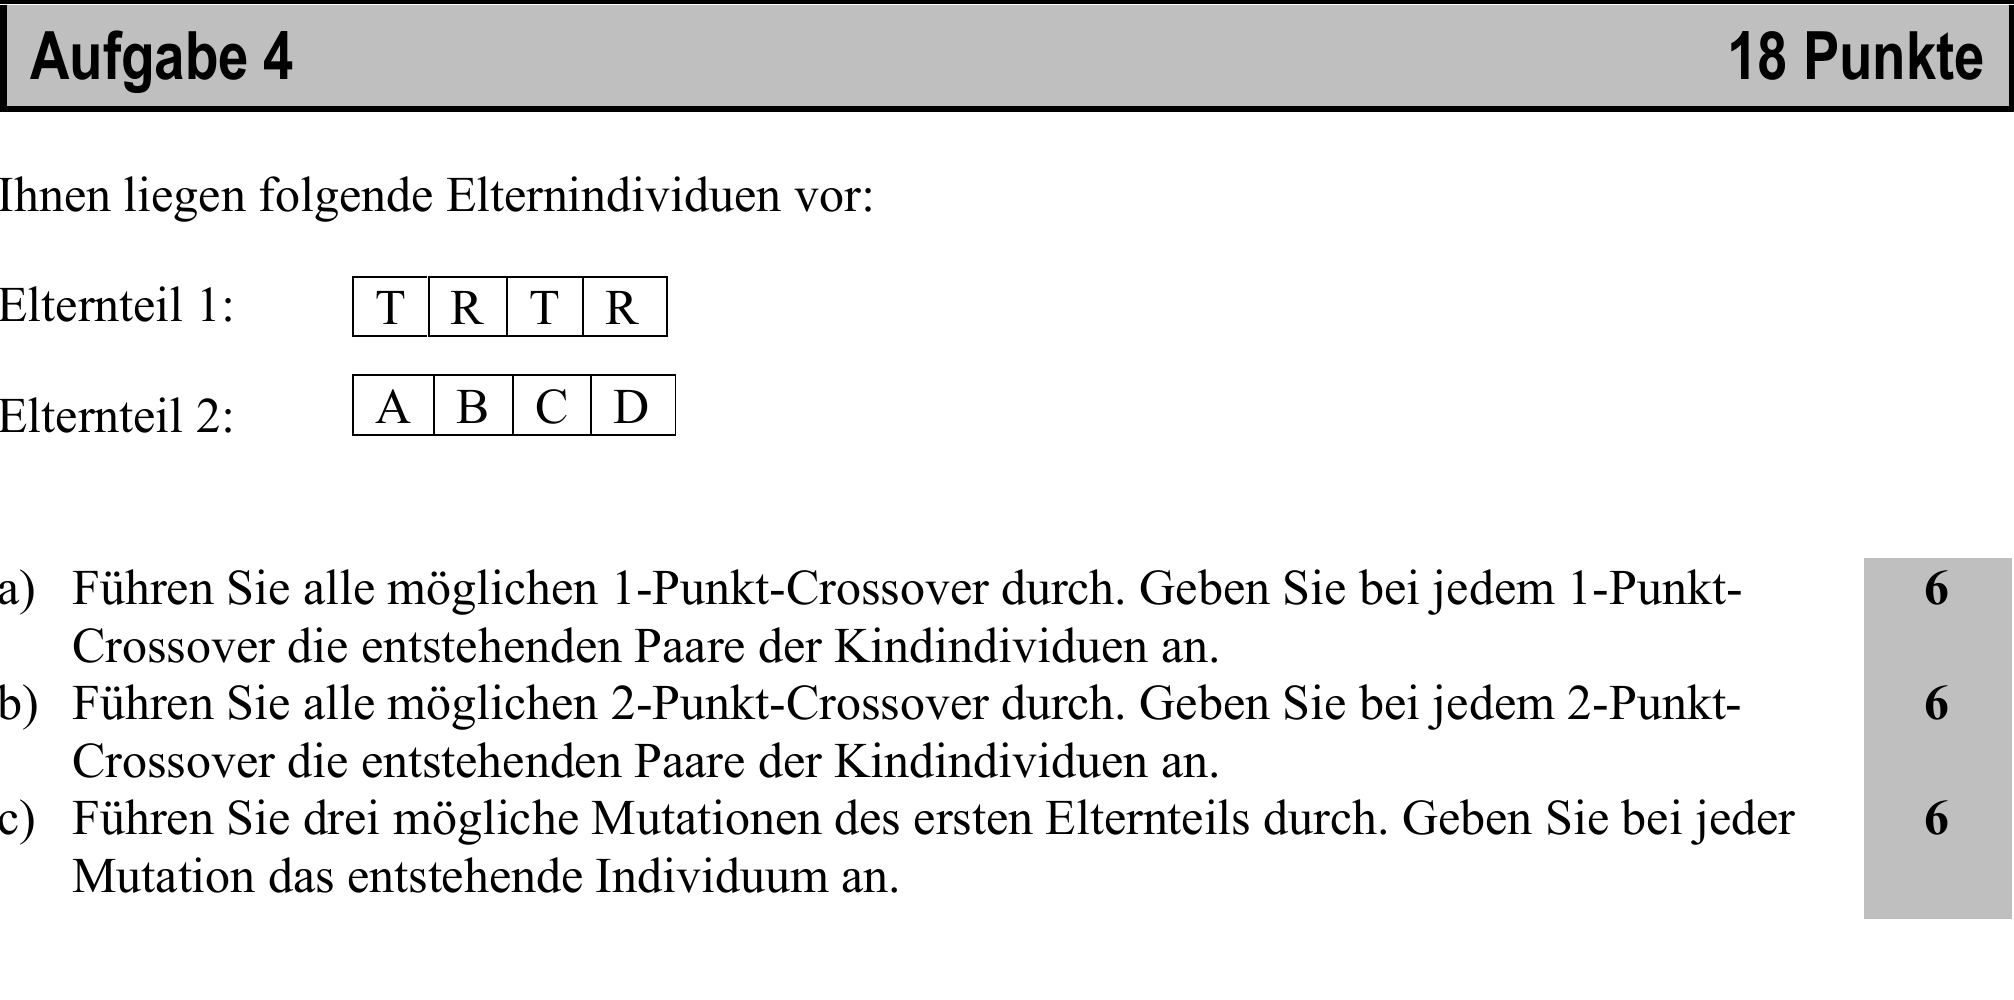 Aufgabe 4 18 Punkte
Ihnen liegen folgende Elternindividuen vor:
Elternteil 1: T R T R
Elternteil 2: A B C D
a) Führen Sie alle möglichen 1-Punkt-Crossover durch. Geben Sie bei jedem 1-Punkt- 6
Crossover die entstehenden Paare der Kindindividuen an.
b) Führen Sie alle möglichen 2-Punkt-Crossover durch. Geben Sie bei jedem 2-Punkt- 6
Crossover die entstehenden Paare der Kindindividuen an.
c) Führen Sie drei mögliche Mutationen des ersten Elternteils durch. Geben Sie bei jeder 6
Mutation das entstehende Individuum an.